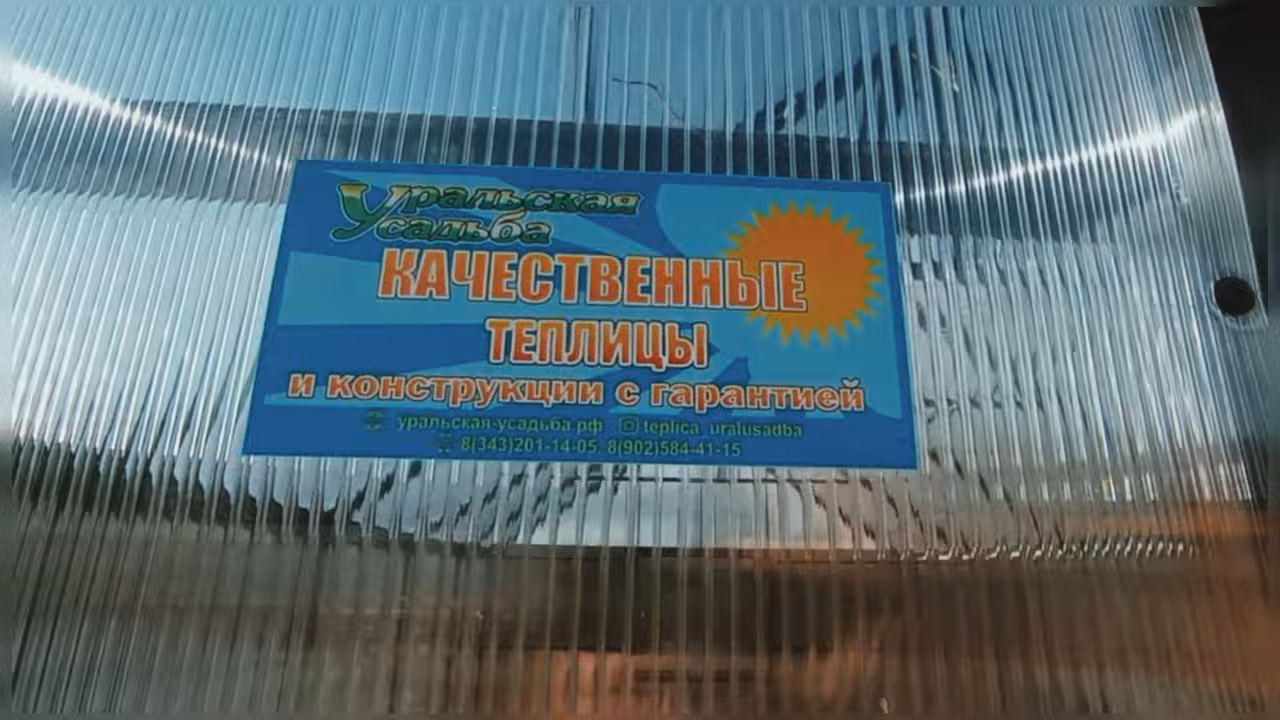 Уральская
Усадьба
КАЧЕСТВЕННЫЕ
ТЕПЛИЦЫ
и конструкции с гарантией
уральская-усадьба.рф teplica_uralusadba
8(343)201-14-05, 8(902)584-41-15